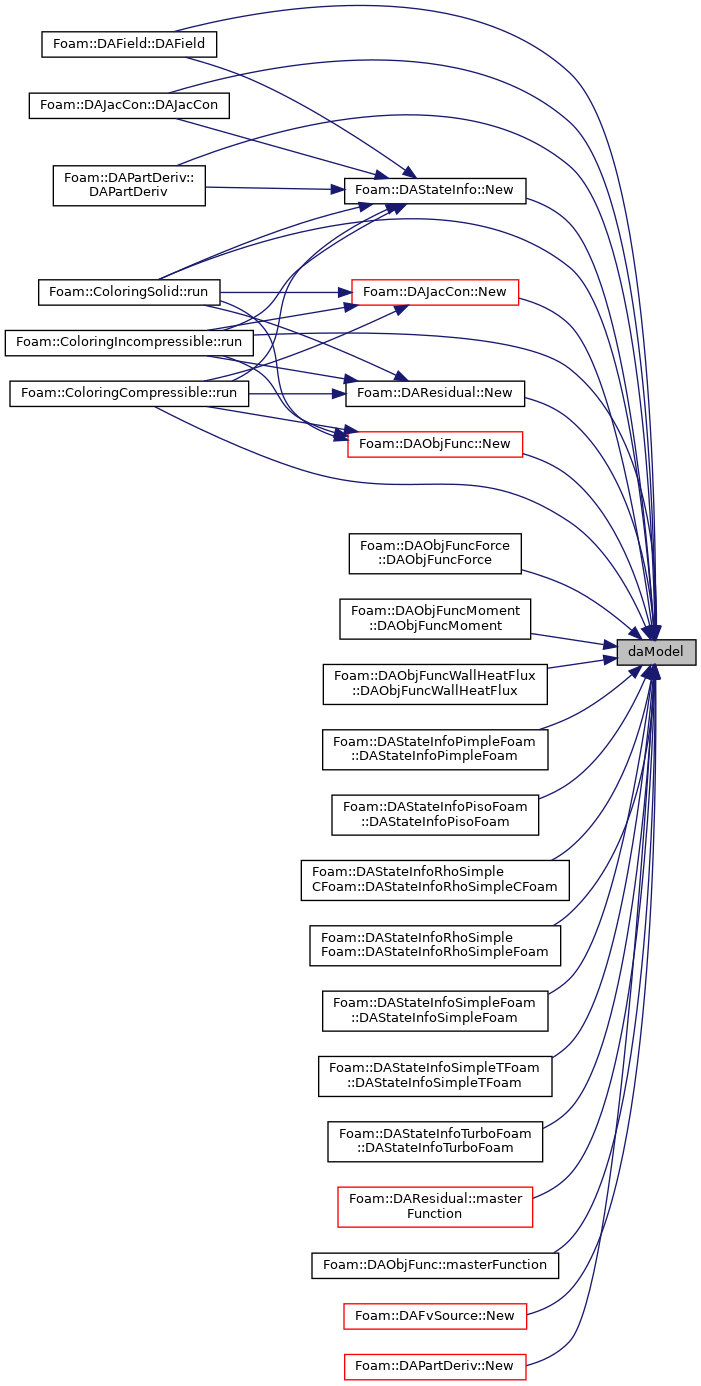 Foam::DAField::DAField
Foam::DAJacCon::DAJacCon
Foam::DAPartDeriv::
DAPartDeriv
Foam::DAStateInfo::New
Foam::ColoringSolid::run
Foam::DAJacCon::New
Foam::ColoringIncompressible::run
Foam::ColoringCompressible::run
Foam::DAResidual::New
Foam::DAObjFunc::New
Foam::DAObjFuncForce
::DAObjFuncForce
Foam::DAObjFuncMoment
::DAObjFuncMoment
daModel
Foam::DAObjFuncWallHeatFlux
::DAObjFuncWallHeatFlux
Foam::DAStateInfoPimpleFoam
::DAStateInfoPimpleFoam
Foam::DAStateInfoPisoFoam
::DAStateInfoPisoFoam
Foam::DAStateInfoRhoSimple
CFoam::DAStateInfoRhoSimpleCFoam
Foam::DAStateInfoRhoSimple
Foam::DAStateInfoRhoSimpleFoam
Foam::DAStateInfoSimpleFoam
::DAStateInfoSimpleFoam
Foam::DAStateInfoSimpleTFoam
::DAStateInfoSimpleTFoam
Foam::DAStateInfoTurboFoam
::DAStateInfoTurboFoam
Foam::DAResidual::master
Function
Foam::DAObjFunc::masterFunction
Foam::DAFvSource::New
Foam::DAPartDeriv::New